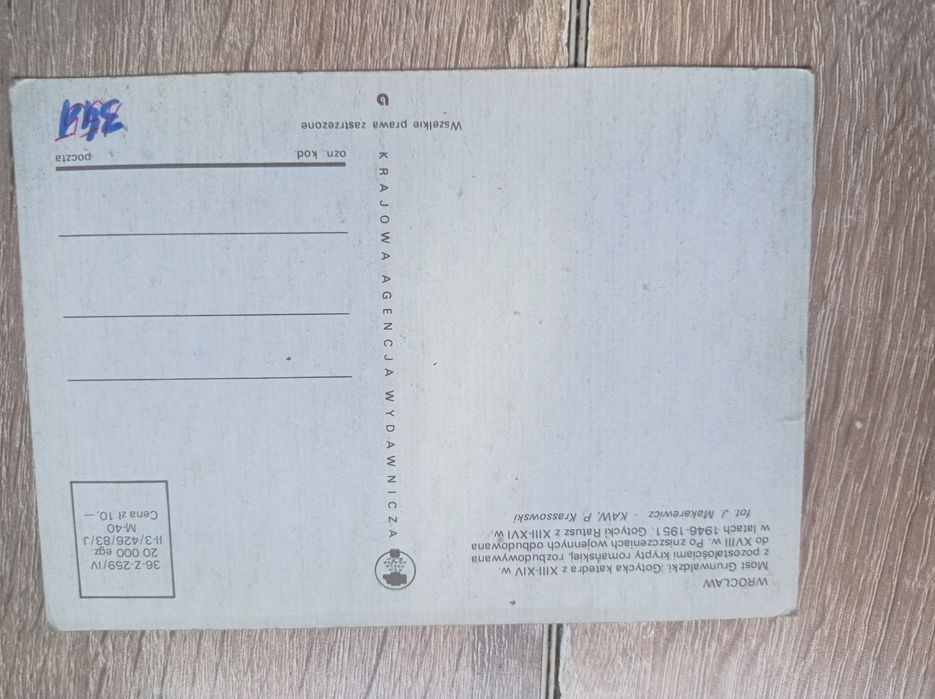 WROCŁAW
Most Grunwaldzki. Gotycka katedra z XIII-XIV w.
z pozostałościami krypty romańskiej, rozbudowywana
do XVIII w. Po zniszczeniach wojennych odbudowana
w latach 1946-1951. Gotycki Ratusz z XIII-XVI w.
fot. J. Makarewicz - KAW, P. Krassowski
KRAJOWA AGENCJA WYDAWNICZA
36-Z-259/IV
20 000 egz
II-3/426/83/J
M-40
Cena zł 10,—
ozn. kod
poczta
Wszelkie prawa zastrzeżone